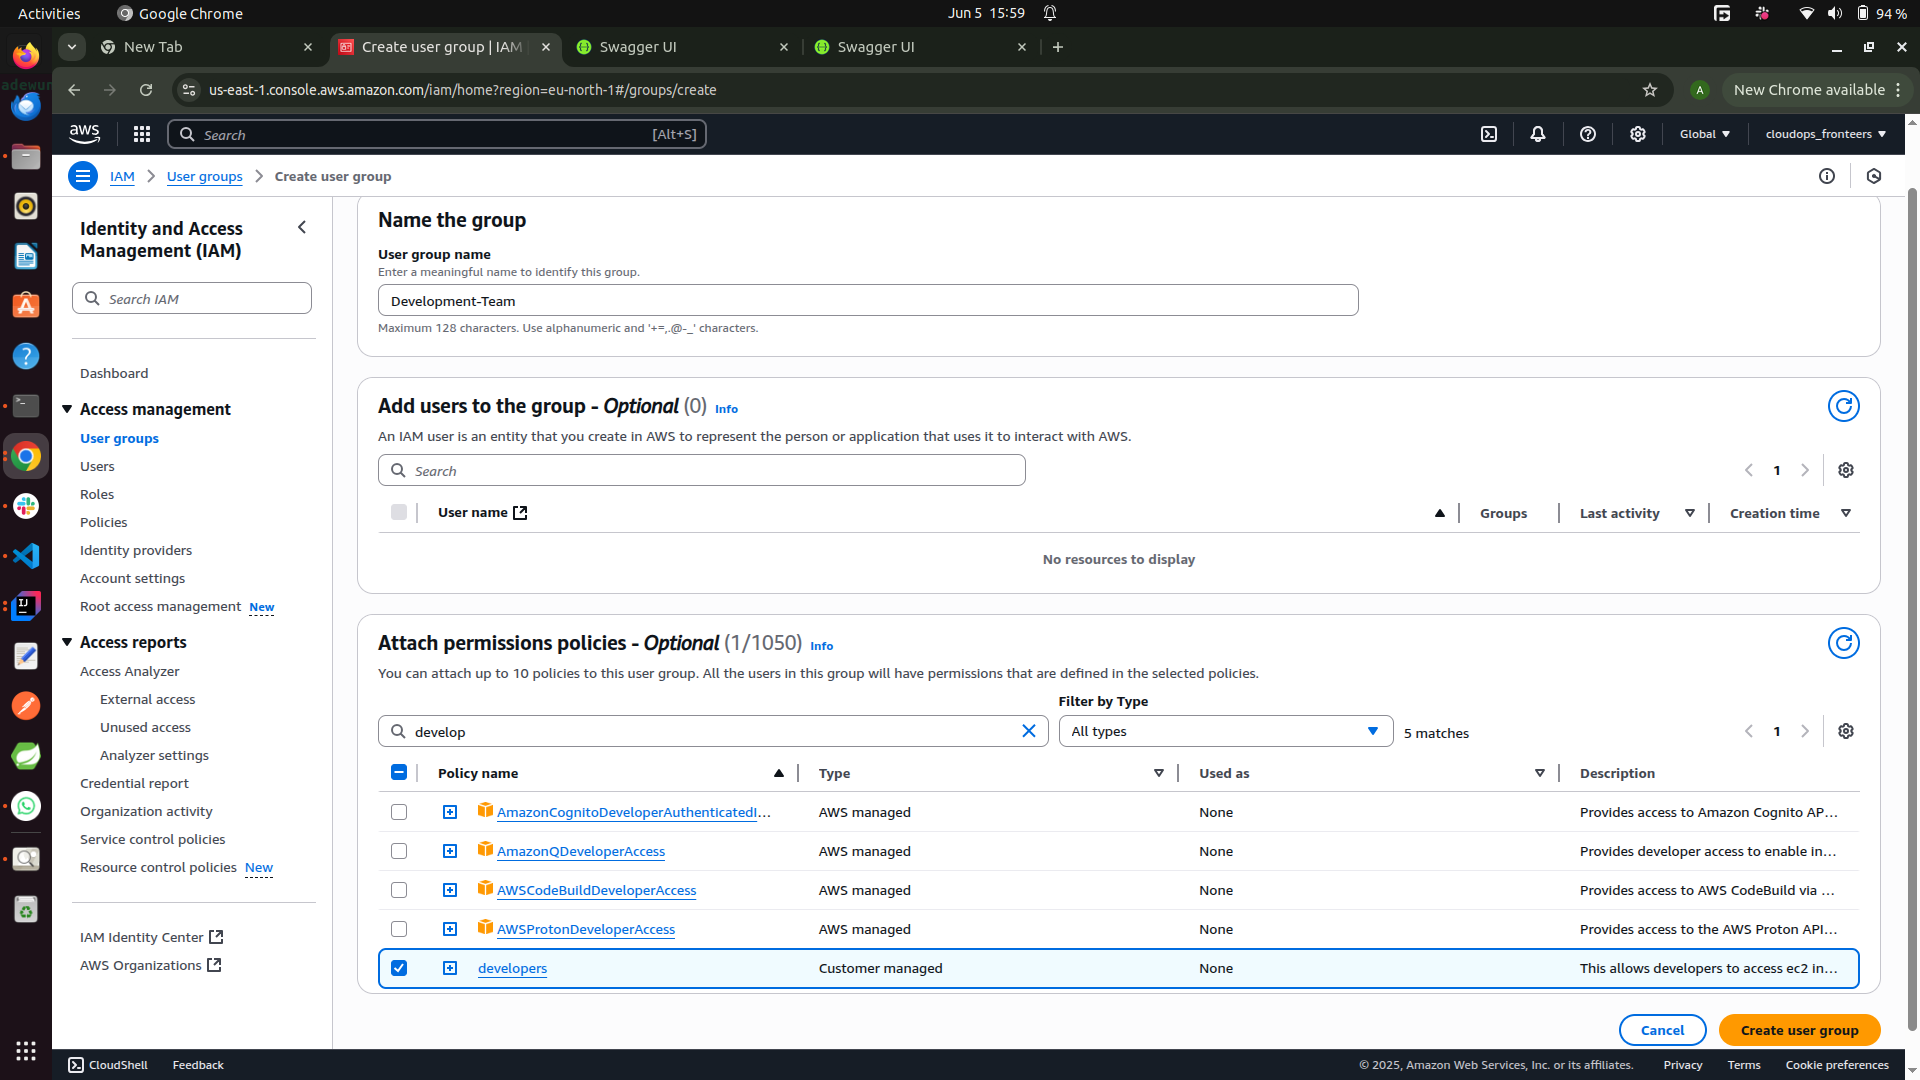 Activities
Google Chrome
Jun 5 15:59
94 %
New Tab
Create user group | IAM
Swagger UI
Swagger UI
us-east-1.console.aws.amazon.com/iam/home?region=eu-north-1#/groups/create
A
New Chrome available
aws
Search
[Alt+S]
Global
cloudops_fronteers
IAM
User groups
Create user group
Identity and Access
Management (IAM)
Search IAM
Dashboard
Access management
User groups
Users
Roles
Policies
Identity providers
Account settings
Root access management New
Access reports
Access Analyzer
External access
Unused access
Analyzer settings
Credential report
Organization activity
Service control policies
Resource control policies New
IAM Identity Center
AWS Organizations
Name the group
User group name
Enter a meaningful name to identify this group.
Development-Team
Maximum 128 characters. Use alphanumeric and '+=,.@-_' characters.
Add users to the group - Optional (0) Info
An IAM user is an entity that you create in AWS to represent the person or application that uses it to interact with AWS.
Search
1
User name
Groups
Last activity
Creation time
No resources to display
Attach permissions policies - Optional (1/1050) Info
You can attach up to 10 policies to this user group. All the users in this group will have permissions that are defined in the selected policies.
Filter by Type
develop
All types
5 matches
1
Policy name
Type
Used as
Description
AmazonCognitoDeveloperAuthenticatedI... AWS managed None Provides access to Amazon Cognito AP...
AmazonQDeveloperAccess AWS managed None Provides developer access to enable in...
AWSCodeBuildDeveloperAccess AWS managed None Provides access to AWS CodeBuild via ...
AWSProtonDeveloperAccess AWS managed None Provides access to the AWS Proton API...
developers Customer managed None This allows developers to access ec2 in...
Cancel
Create user group
CloudShell
Feedback
© 2025, Amazon Web Services, Inc. or its affiliates.
Privacy
Terms
Cookie preferences